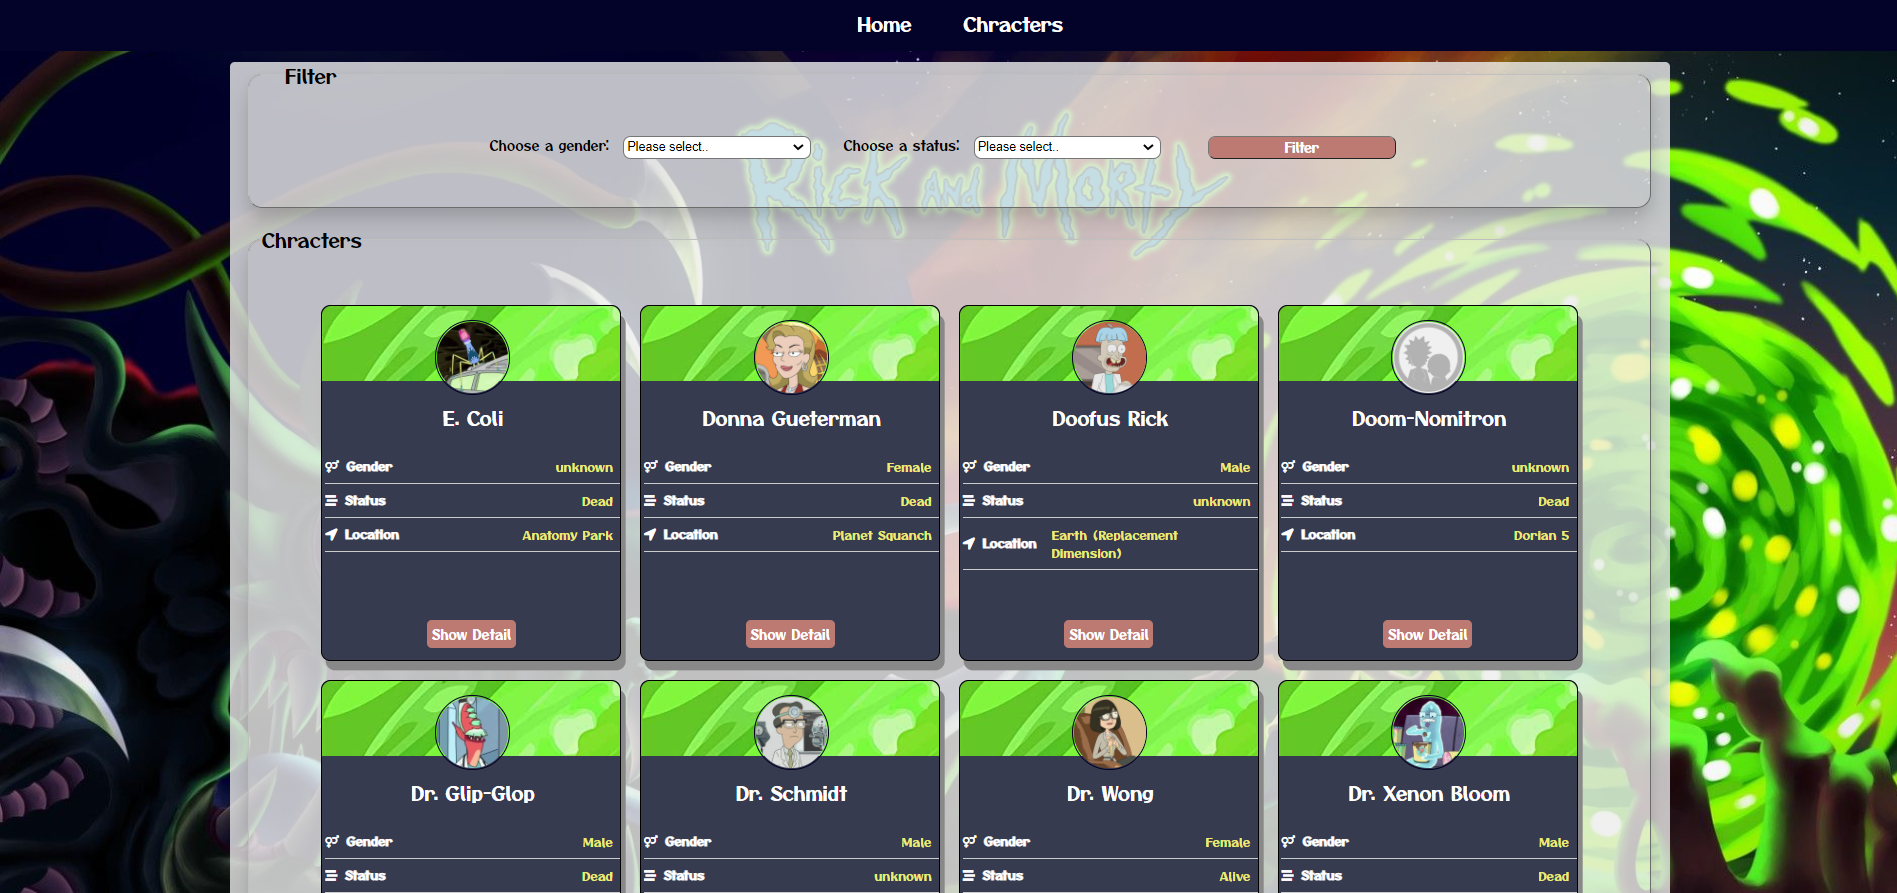 Home Chracters
Filter
Choose a gender: Please select.. Choose a status: Please select.. Filter
Rick and Morty
Chracters
E. Coli
Gender unknown
Status Dead
Location Anatomy Park
Show Detail
Donna Gueterman
Gender Female
Status Dead
Location Planet Squanch
Show Detail
Doofus Rick
Gender Male
Status unknown
Location Earth (Replacement
Dimension)
Show Detail
Doom-Nomitron
Gender unknown
Status Dead
Location Dorian 5
Show Detail
Dr. Glip-Glop
Gender Male
Status Dead
Dr. Schmidt
Gender Male
Status unknown
Dr. Wong
Gender Female
Status Alive
Dr. Xenon Bloom
Gender Male
Status Dead